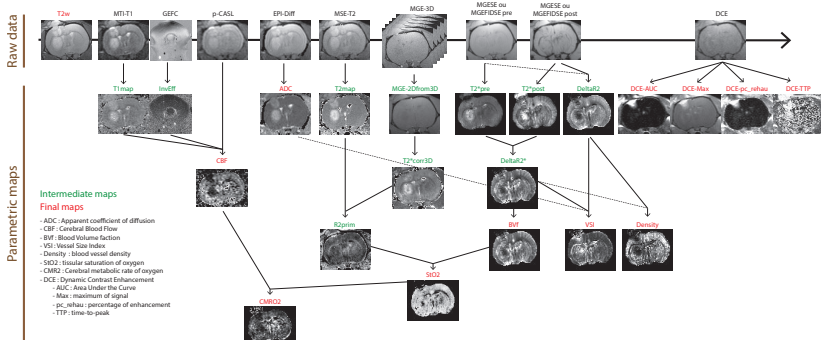 Raw data
T2w
MTI-T1
GEFC
p-CASL
EPI-Diff
MSE-T2
MGE-3D
MGESE ou
MGEFIDSE pre
MGESE ou
MGEFIDSE post
DCE
Parametric maps
T1map
InvEff
ADC
T2map
MGE-2Dfrom3D
T2*pre
T2*post
DeltaR2
DCE-AUC
DCE-Max
DCE-pc_rehau
DCE-TTP
CBF
T2*corr3D
DeltaR2*
R2prim
BVf
VSI
Density
StO2
CMRO2
Intermediate maps
Final maps
- ADC : Apparent coefficient of diffusion
- CBF : Cerebral Blood Flow
- BVf : Blood Volume faction
- VSI : Vessel Size Index
- Density : blood vessel density
- StO2 : tissular saturation of oxygen
- CMR2 : Cerebral metabolic rate of oxygen
- DCE : Dynamic Contrast Enhancement
- AUC : Area Under the Curve
- Max : maximum of signal
- pc_rehau : percentage of enhancement
- TTP : time-to-peak